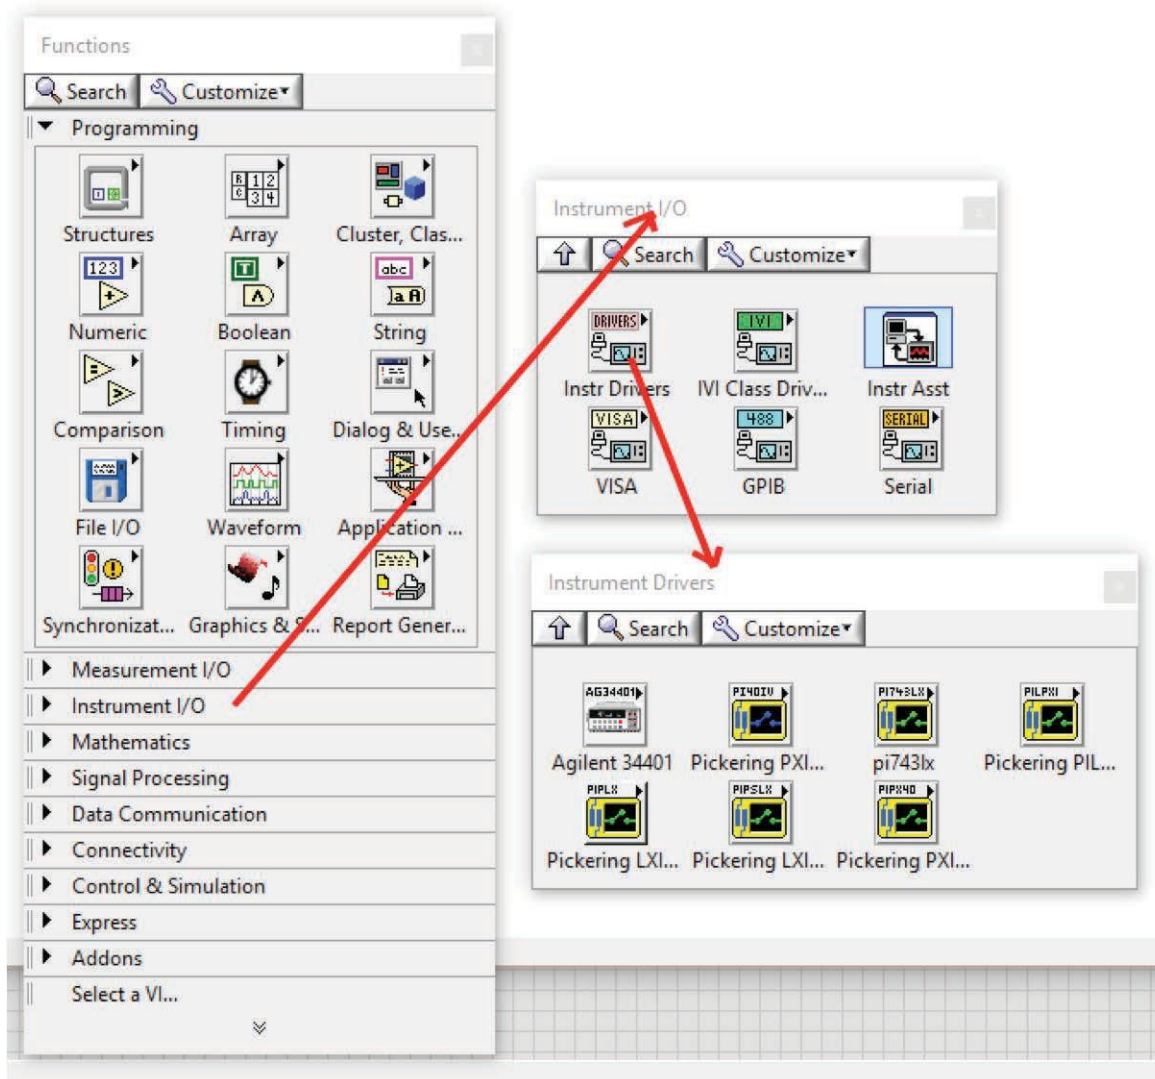 Functions
Search Customize
Programming
R 1 2
C 3 4
Structures Array Cluster, Clas...
123 T abc
a A
Numeric Boolean String
Comparison Timing Dialog & Use...
File I/O Waveform Application ...
Synchronizat... Graphics & S... Report Gener...
Measurement I/O
Instrument I/O
Mathematics
Signal Processing
Data Communication
Connectivity
Control & Simulation
Express
Addons
Select a VI...
Instrument I/O
Search Customize
DRIVERS IVI
Instr Drivers IVI Class Driv... Instr Asst
VISA 488 SERIAL
VISA GPIB Serial
Instrument Drivers
Search Customize
AG34401 PI40IV PI743LX PILPXI
Agilent 34401 Pickering PXI... pi743lx Pickering PIL...
PIPLX PIPSLX PIPX40
Pickering LXI... Pickering LXI... Pickering PXI...